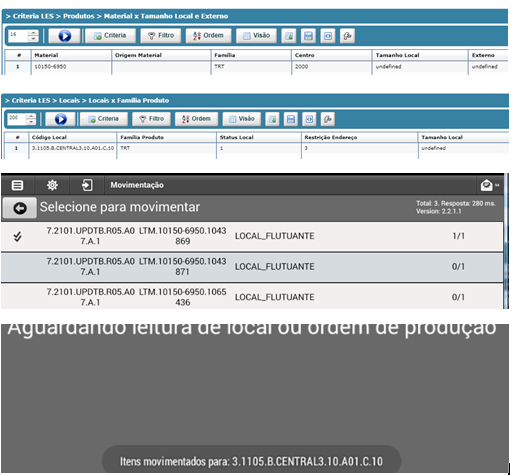 > Criteria LES > Produtos > Material x Tamanho Local e Externo
16 Criteria Filtro Ordem Visão
# Material Origem Material Família Centro Tamanho Local Externo
1 10150-6950 TRT 2000 undefined undefined
> Criteria LES > Locais > Locais x Família Produto
200 Criteria Filtro Ordem Visão
# Código Local Família Produto Status Local Restrição Endereço Tamanho Local
1 3.1105.B.CENTRAL3.10.A01.C.10 TRT 1 3 undefined
Movimentação
Selecione para movimentar
Total: 3. Resposta: 280 ms.
Version: 2.2.1.1
7.2101.UPDTB.R05.A0 LTM.10150-6950.1043 LOCAL_FLUTUANTE 1/1
7.A.1 869
7.2101.UPDTB.R05.A0 LTM.10150-6950.1043 LOCAL_FLUTUANTE 0/1
7.A.1 871
7.2101.UPDTB.R05.A0 LTM.10150-6950.1065 LOCAL_FLUTUANTE 0/1
7.A.1 436
Aguardando leitura de local ou ordem de produção
Itens movimentados para: 3.1105.B.CENTRAL3.10.A01.C.10